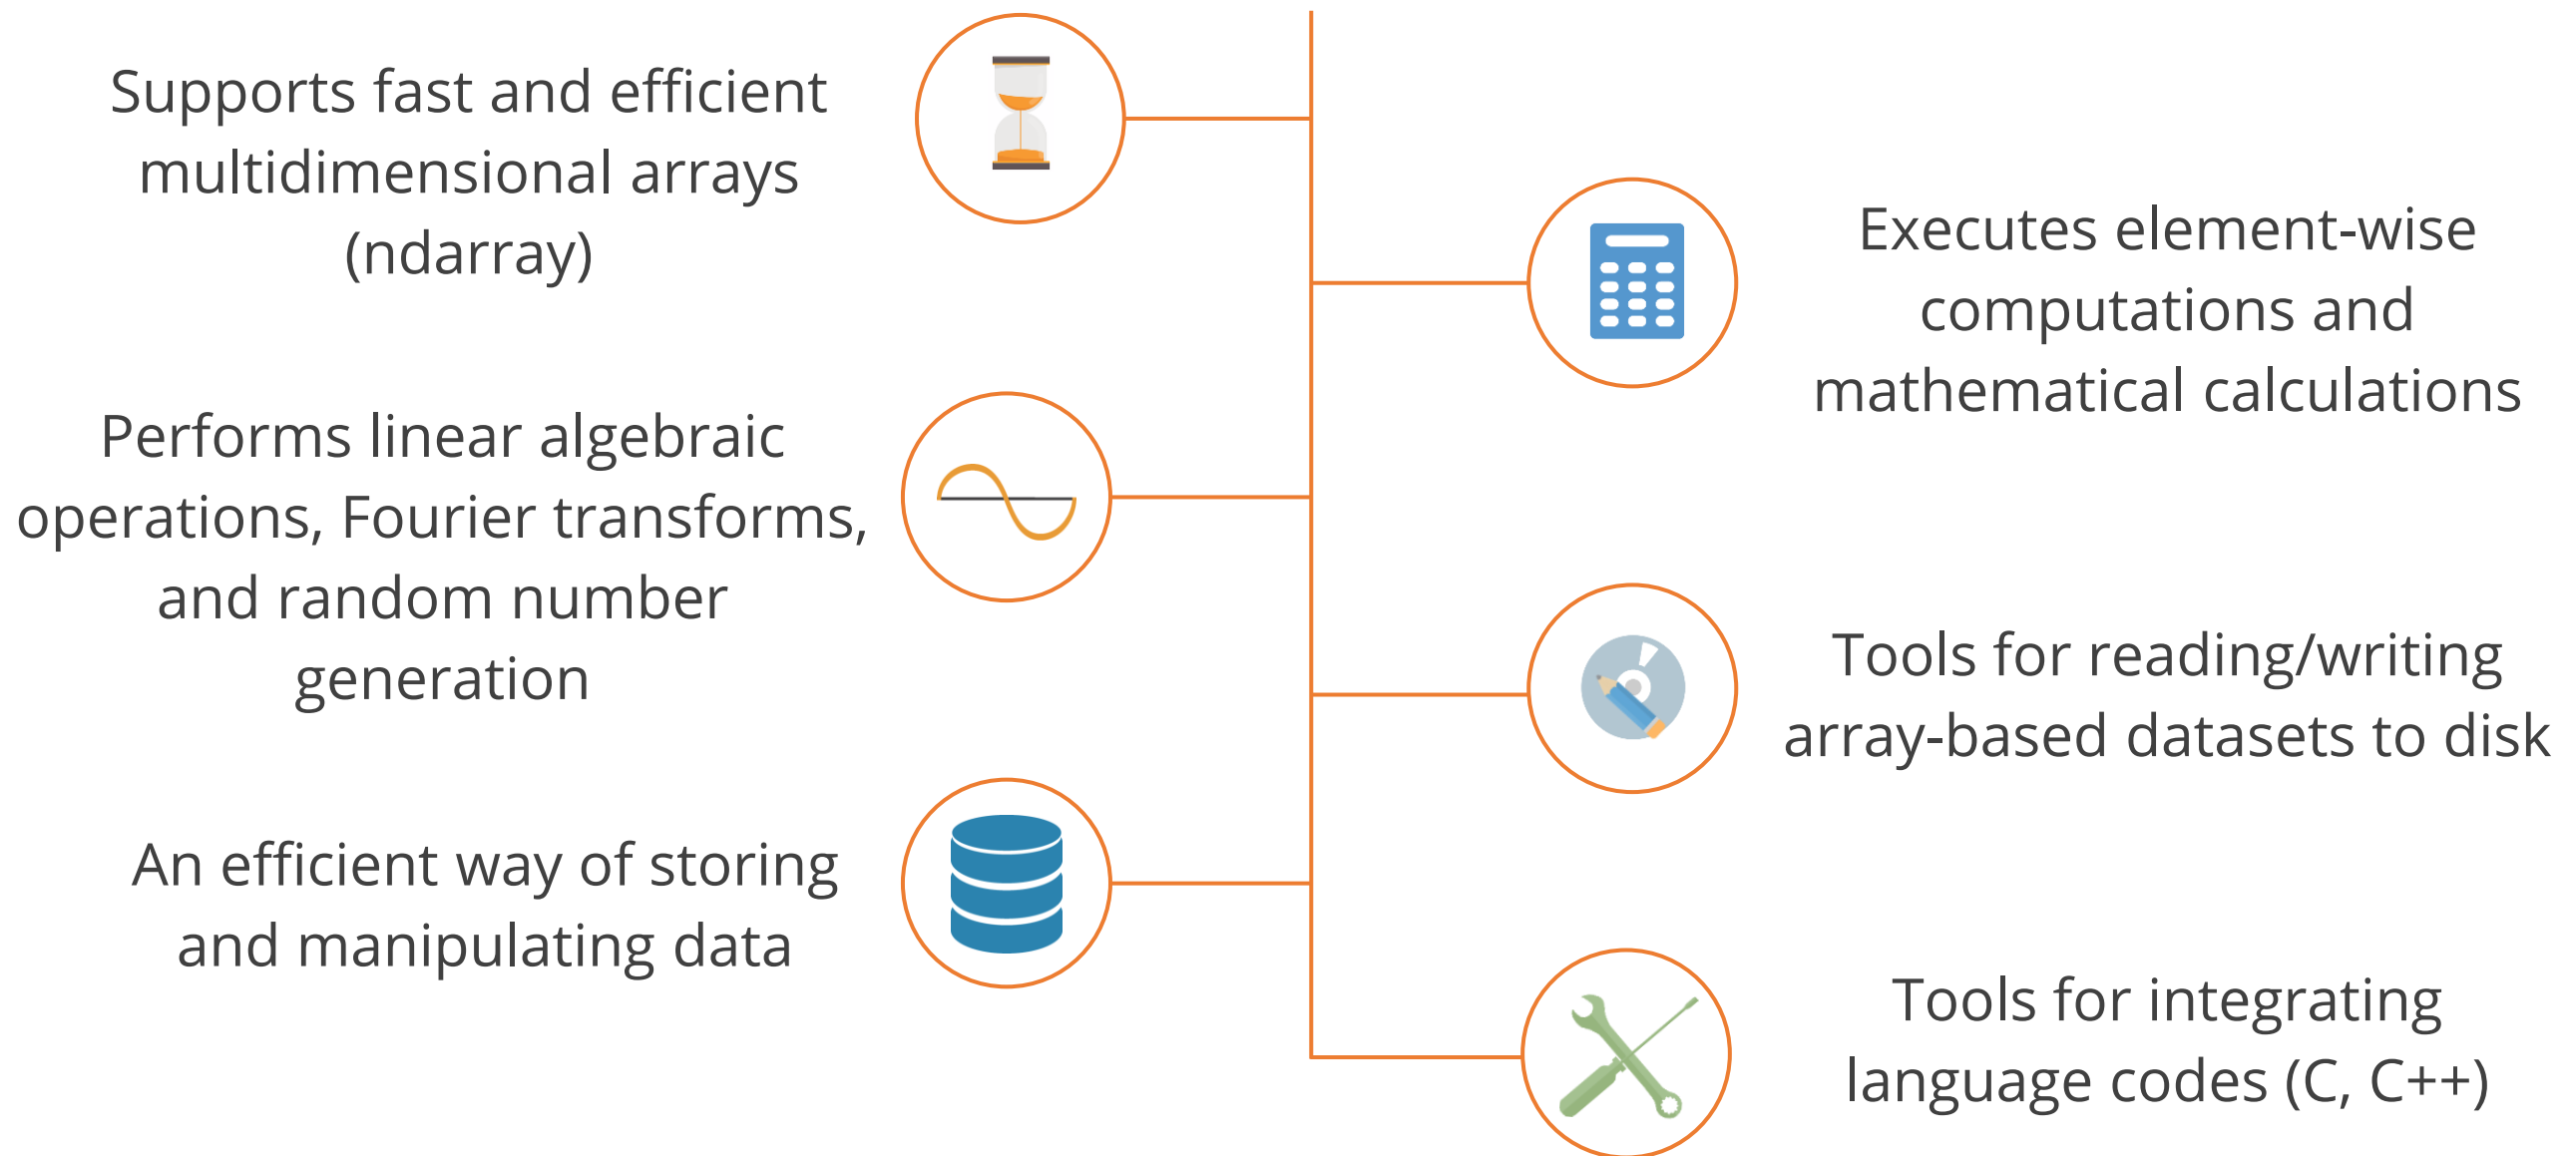 Supports fast and efficient
multidimensional arrays
(ndarray)
Executes element-wise
computations and
mathematical calculations
Performs linear algebraic
operations, Fourier transforms,
and random number
generation
Tools for reading/writing
array-based datasets to disk
An efficient way of storing
and manipulating data
Tools for integrating
language codes (C, C++)